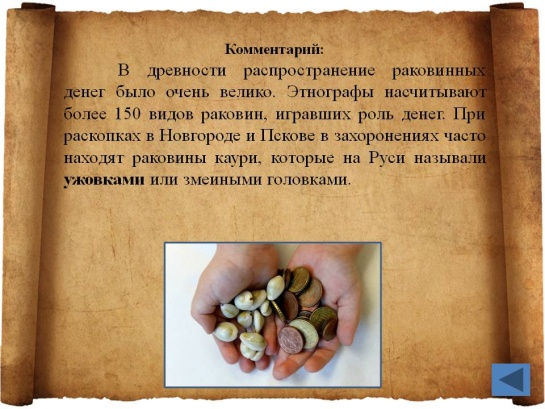 Комментарий:
В древности распространение раковинных
денег было очень велико. Этнографы насчитывают
более 150 видов раковин, игравших роль денег. При
раскопках в Новгороде и Пскове в захоронениях часто
находят раковины каури, которые на Руси называли
ужовками или змеиными головками.